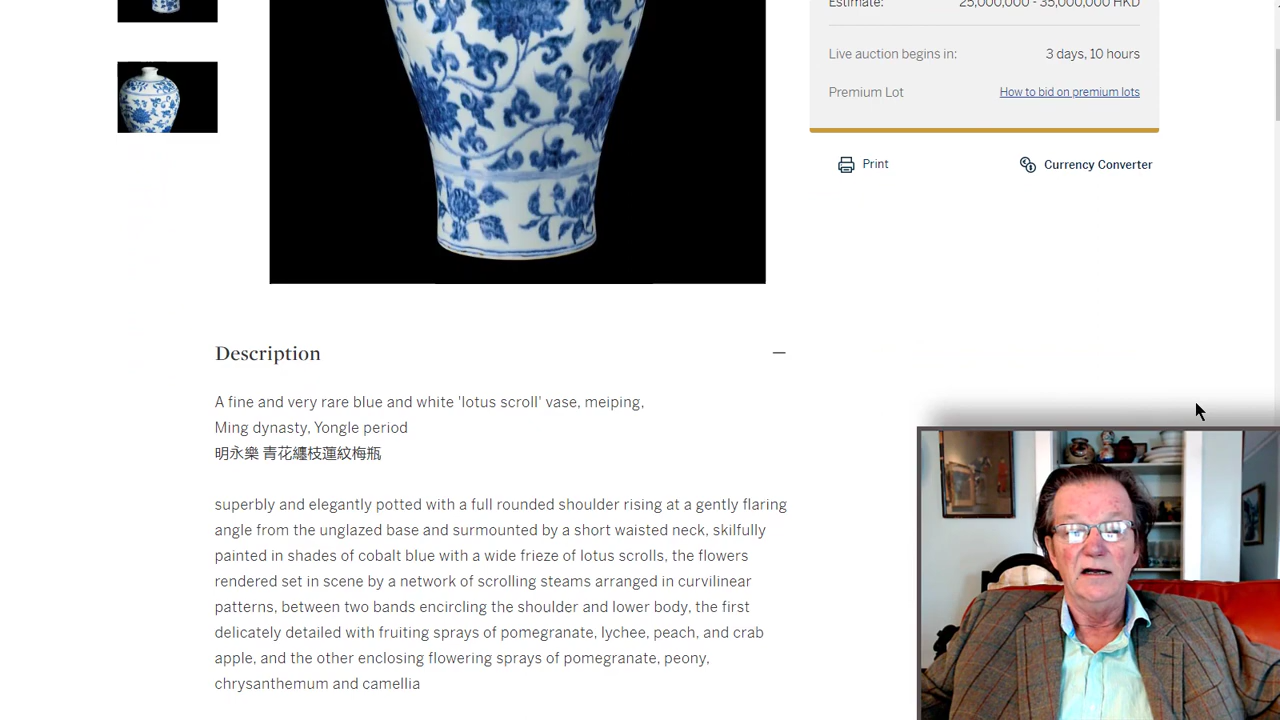 Estimate: 25,000,000 - 35,000,000 HKD
Live auction begins in: 3 days, 10 hours
Premium Lot How to bid on premium lots
Print Currency Converter
Description
A fine and very rare blue and white 'lotus scroll' vase, meiping,
Ming dynasty, Yongle period
明永樂 青花纏枝蓮紋梅瓶
superbly and elegantly potted with a full rounded shoulder rising at a gently flaring
angle from the unglazed base and surmounted by a short waisted neck, skilfully
painted in shades of cobalt blue with a wide frieze of lotus scrolls, the flowers
rendered set in scene by a network of scrolling steams arranged in curvilinear
patterns, between two bands encircling the shoulder and lower body, the first
delicately detailed with fruiting sprays of pomegranate, lychee, peach, and crab
apple, and the other enclosing flowering sprays of pomegranate, peony,
chrysanthemum and camellia